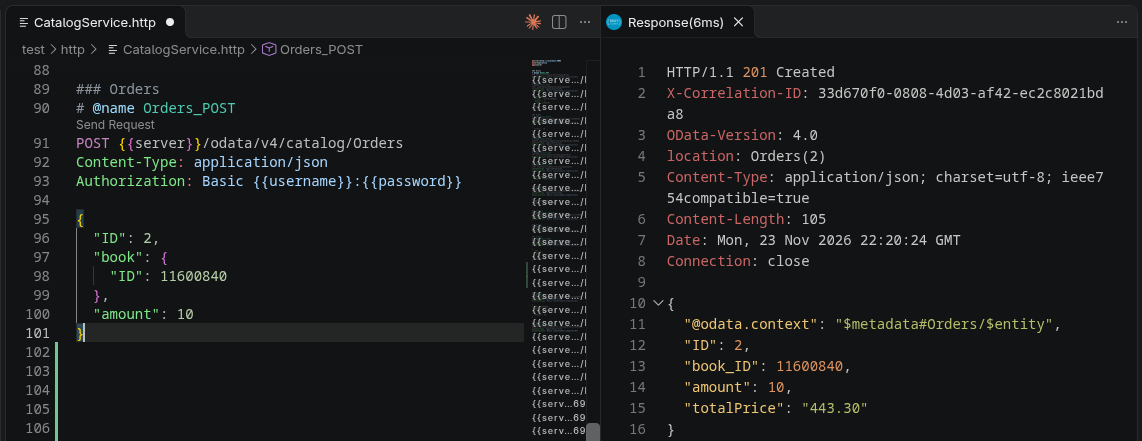 CatalogService.http
test > http > CatalogService.http > Orders_POST
88
89 ### Orders
90 # @name Orders_POST
Send Request
91 POST {{server}}/odata/v4/catalog/Orders
92 Content-Type: application/json
93 Authorization: Basic {{username}}:{{password}}
94
95 {
96 "ID": 2,
97 "book": {
98 "ID": 11600840
99 },
100 "amount": 10
101 }
102
103
104
105
106
Response(6ms)
1 HTTP/1.1 201 Created
2 X-Correlation-ID: 33d670f0-0808-4d03-af42-ec2c8021bd
a8
3 OData-Version: 4.0
4 location: Orders(2)
5 Content-Type: application/json; charset=utf-8; ieee7
54compatible=true
6 Content-Length: 105
7 Date: Mon, 23 Nov 2026 22:20:24 GMT
8 Connection: close
9
10 {
11 "@odata.context": "$metadata#Orders/$entity",
12 "ID": 2,
13 "book_ID": 11600840,
14 "amount": 10,
15 "totalPrice": "443.30"
16 }